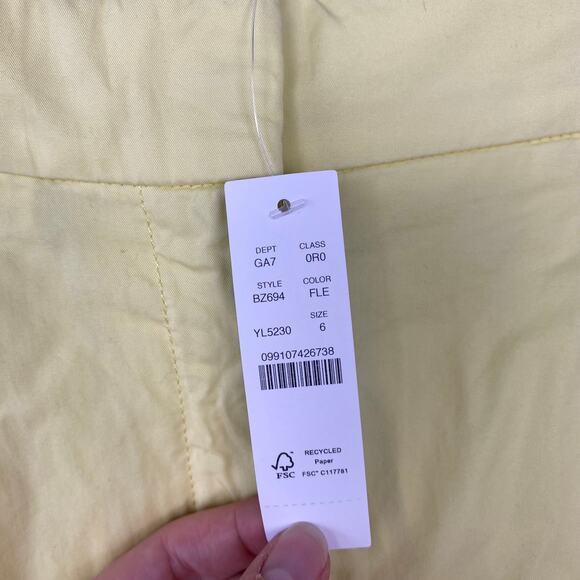 DEPT CLASS
GA7 0R0
STYLE COLOR
BZ694 FLE
SIZE
YL5230 6
099107426738
RECYCLED
Paper
FSC FSC® C117781